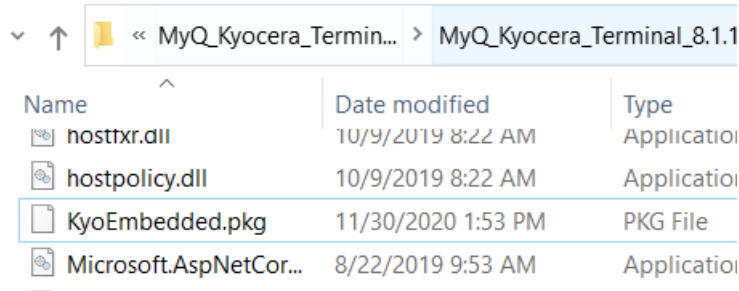 « MyQ_Kyocera_Termin... > MyQ_Kyocera_Terminal_8.1.1
Name Date modified Type
hostfxr.dll 10/9/2019 8:22 AM Applicatio
hostpolicy.dll 10/9/2019 8:22 AM Application
KyoEmbedded.pkg 11/30/2020 1:53 PM PKG File
Microsoft.AspNetCor... 8/22/2019 9:53 AM Application